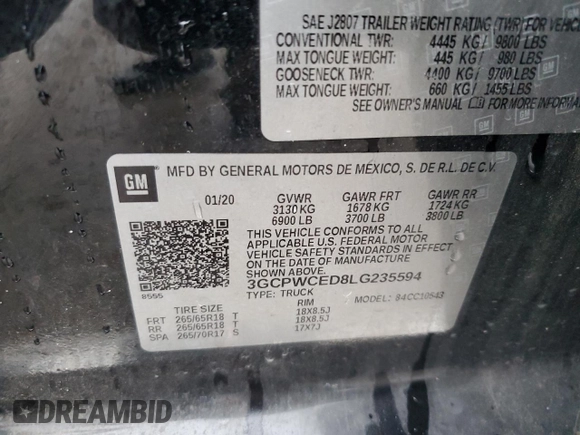 SAE J2807 TRAILER WEIGHT RATING (TWR) FOR VEHIC
CONVENTIONAL TWR: 4445 KG / 9800 LBS
MAX TONGUE WEIGHT: 445 KG / 980 LBS
GOOSENECK TWR: 4400 KG / 9700 LBS
MAX TONGUE WEIGHT: 660 KG / 1455 LBS
SEE OWNER'S MANUAL FOR MORE INFORMA
GM
MFD BY GENERAL MOTORS DE MEXICO, S. DE R.L. DE C.V.
01/20 GVWR GAWR FRT GAWR RR
3130 KG 1678 KG 1724 KG
6900 LB 3700 LB 3800 LB
THIS VEHICLE CONFORMS TO ALL
APPLICABLE U.S. FEDERAL MOTOR
VEHICLE SAFETY STANDARDS IN EFFECT
ON THE DATE OF MANUFACTURE
SHOWN ABOVE.
3GCPWCED8LG235594
8555 TYPE: TRUCK MODEL: 84CC10543
TIRE SIZE RIM
FRT 265/65R18 T 18X8.5J
RR 265/65R18 T 18X8.5J
SPA 265/70R17 S 17X7J
DREAMBID